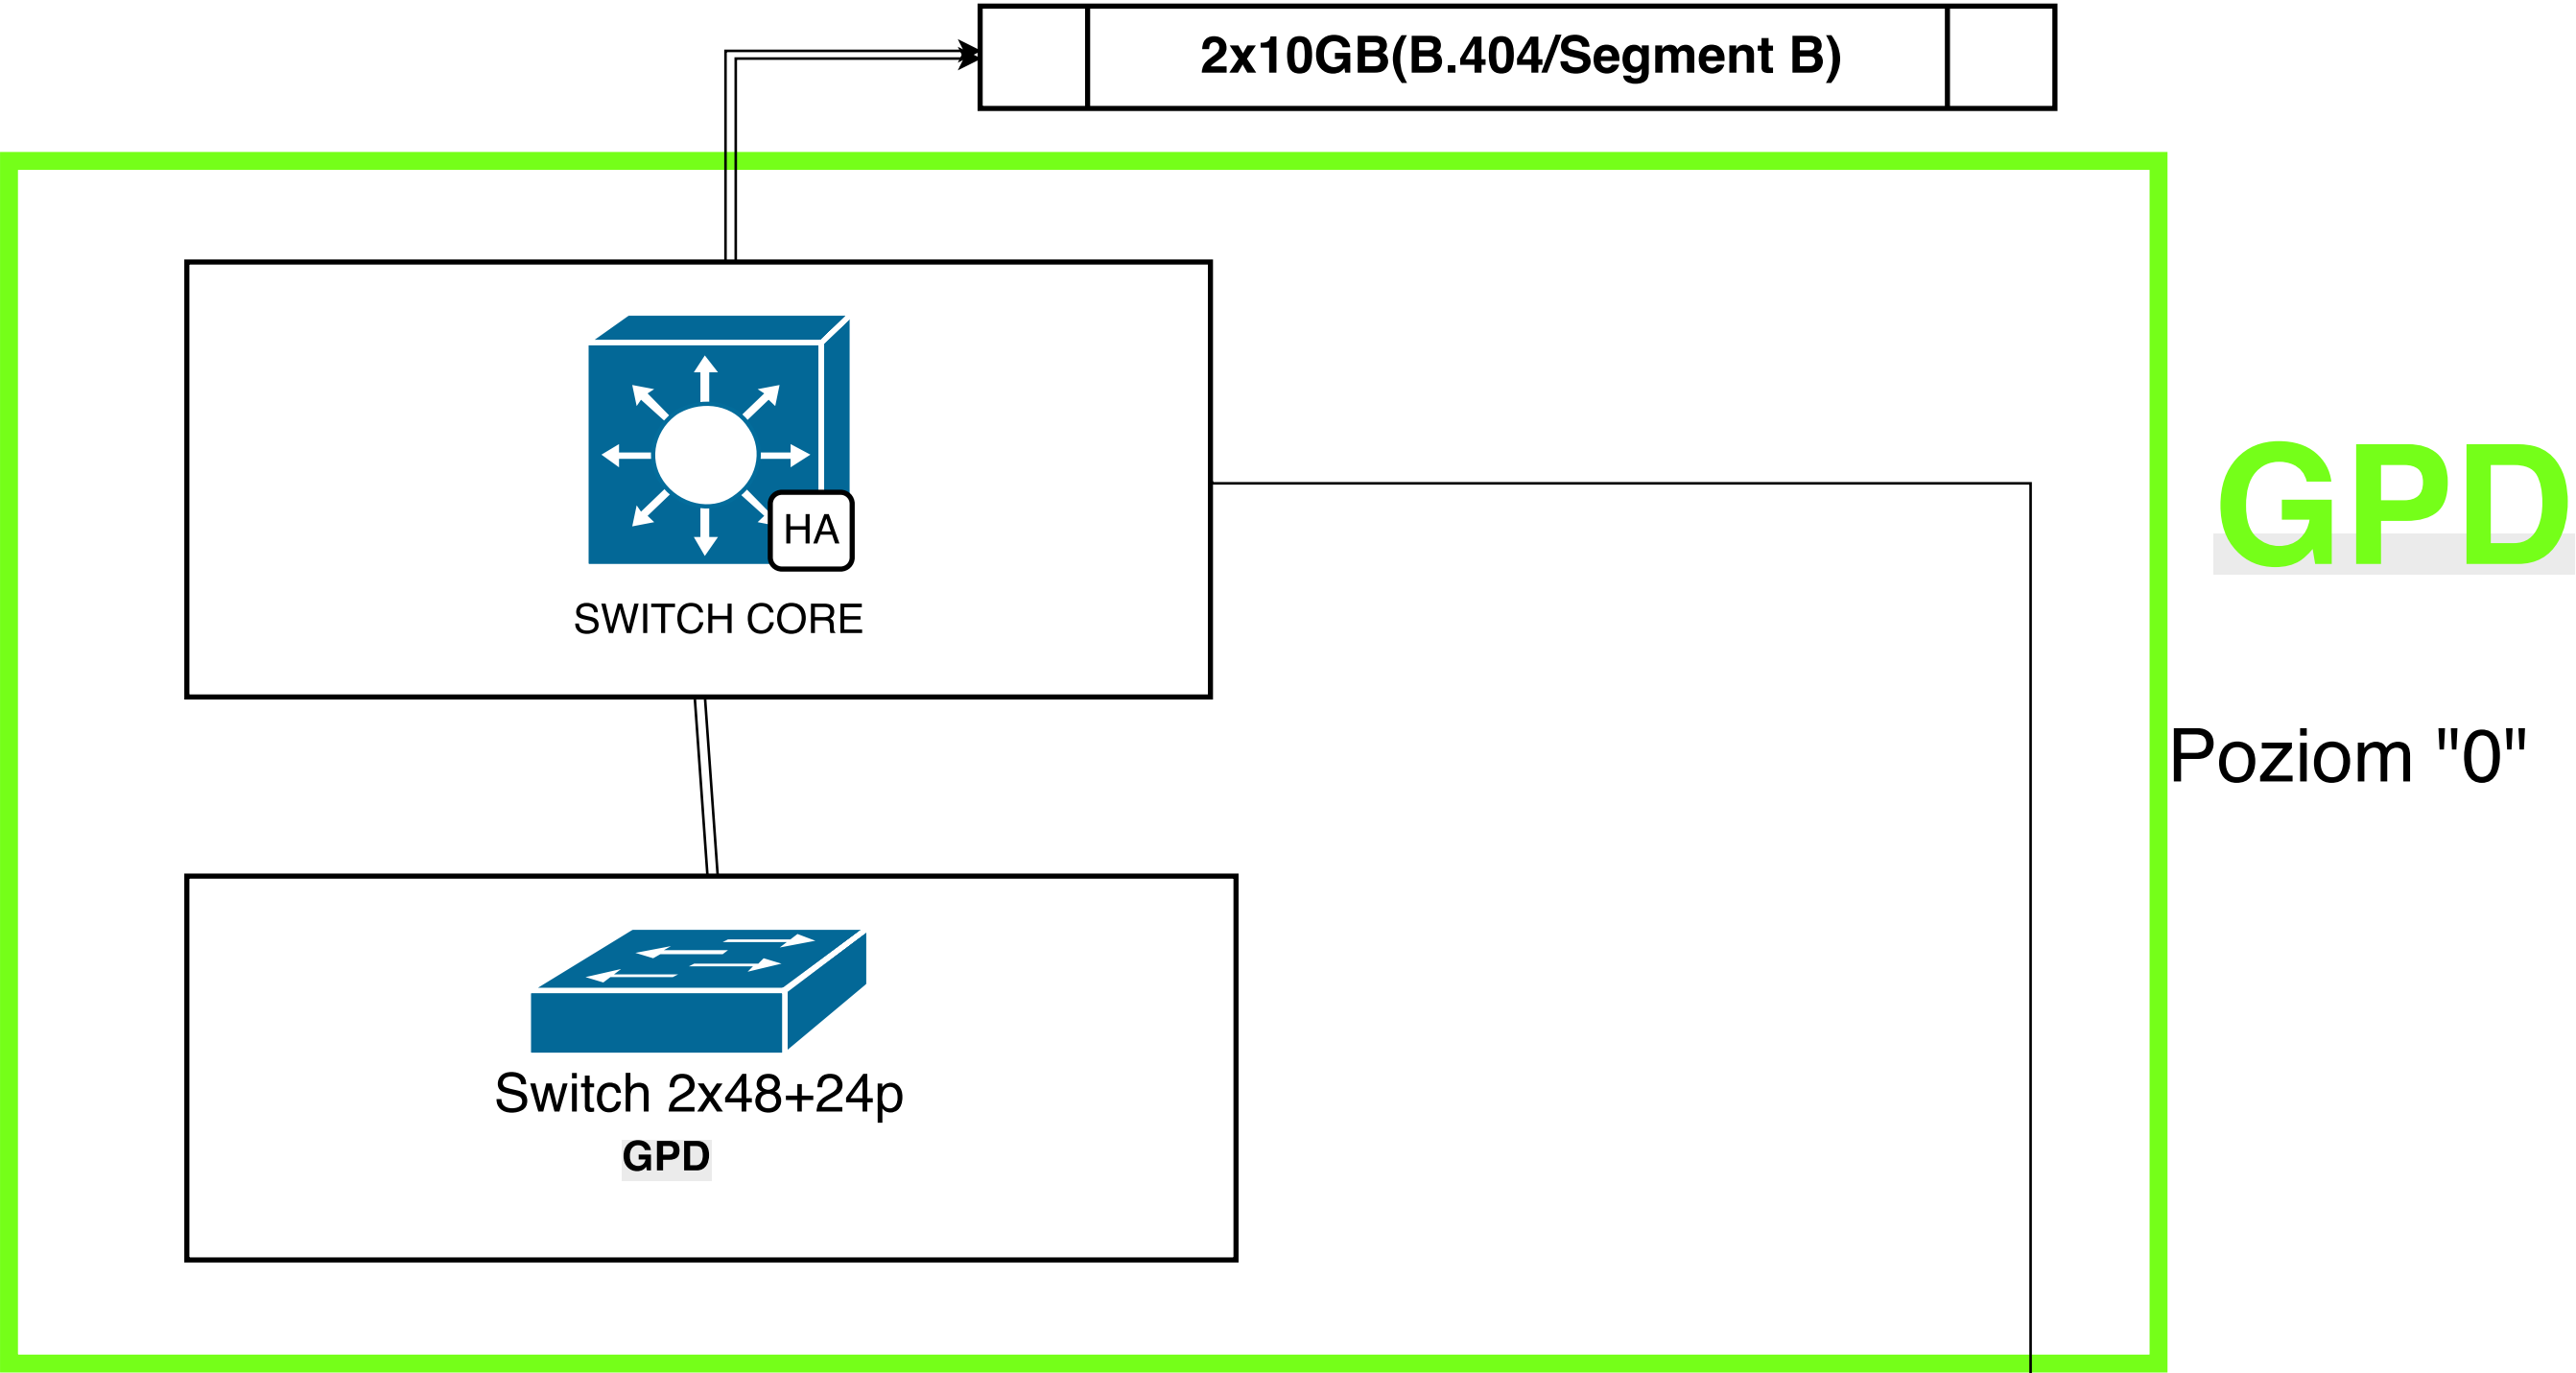 2x10GB(B.404/Segment B)
HA
SWITCH CORE
GPD
Poziom "0"
Switch 2x48+24p
GPD